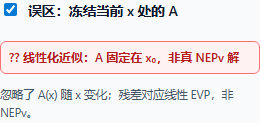 误区：冻结当前 x 处的 A
?? 线性化近似：A 固定在 x₀，非真 NEPv 解
忽略了 A(x) 随 x 变化；残差对应线性 EVP，非
NEPv。